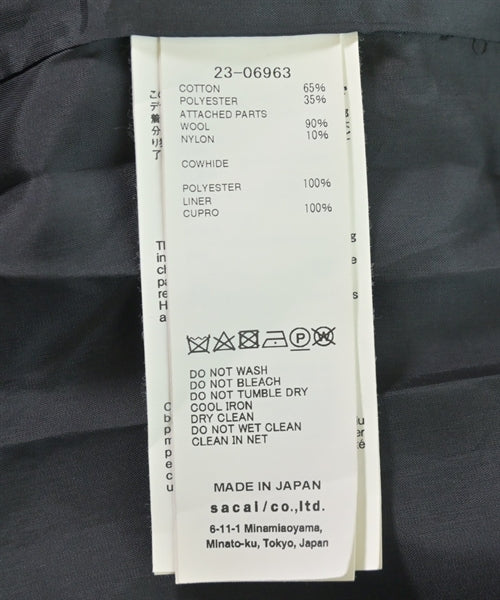 23-06963
COTTON 65%
POLYESTER 35%
ATTACHED PARTS
WOOL 90%
NYLON 10%
COWHIDE
POLYESTER 100%
LINER
CUPRO 100%
DO NOT WASH
DO NOT BLEACH
DO NOT TUMBLE DRY
COOL IRON
DRY CLEAN
DO NOT WET CLEAN
CLEAN IN NET
MADE IN JAPAN
sacai/co.,ltd.
6-11-1 Minamiaoyama,
Minato-ku, Tokyo, Japan